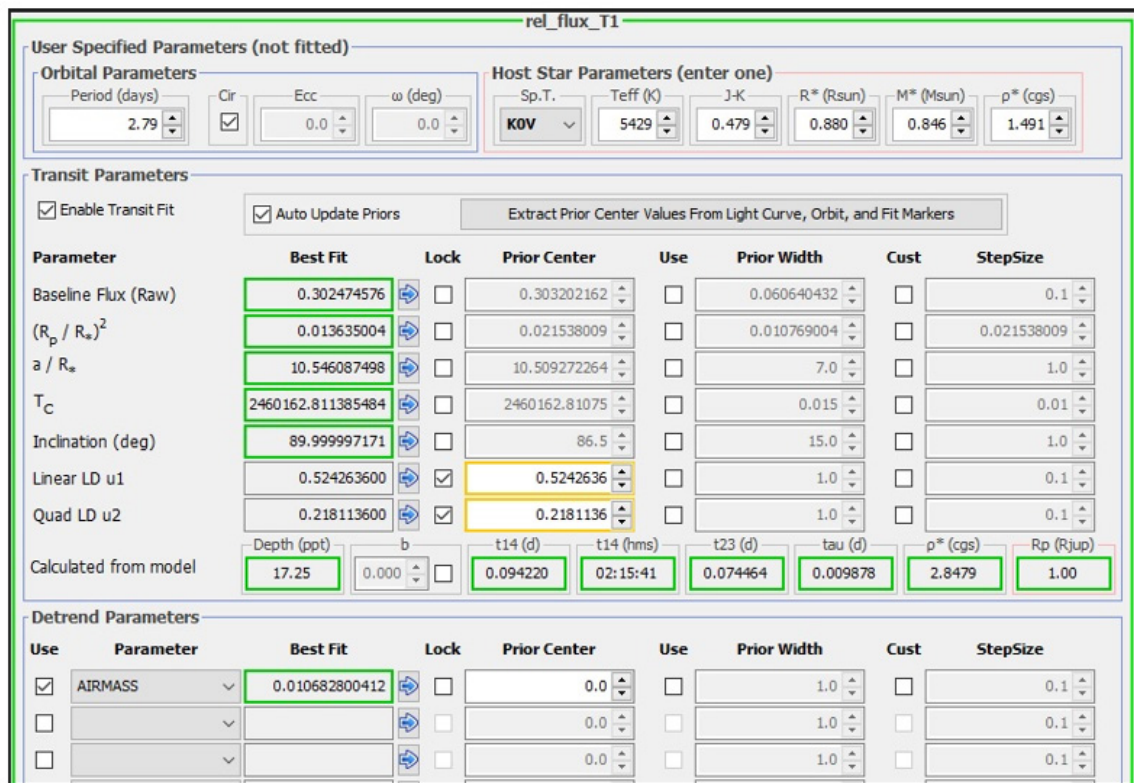 rel_flux_T1
User Specified Parameters (not fitted)
Orbital Parameters
Host Star Parameters (enter one)
Period (days) Cir Ecc ω (deg) Sp.T. Teff (K) J-K R* (Rsun) M* (Msun) ρ* (cgs)
2.79 0.0 0.0 K0V 5429 0.479 0.880 0.846 1.491
Transit Parameters
Enable Transit Fit Auto Update Priors Extract Prior Center Values From Light Curve, Orbit, and Fit Markers
Parameter Best Fit Lock Prior Center Use Prior Width Cust StepSize
Baseline Flux (Raw) 0.302474576 0.303202162 0.060640432 0.1
(Rp / R*)2 0.013635004 0.021538009 0.010769004 0.021538009
a / R* 10.546087498 10.509272264 7.0 1.0
TC 2460162.811385484 2460162.81075 0.015 0.01
Inclination (deg) 89.999997171 86.5 15.0 1.0
Linear LD u1 0.524263600 0.5242636 1.0 0.1
Quad LD u2 0.218113600 0.2181136 1.0 0.1
Depth (ppt) b t14 (d) t14 (hms) t23 (d) tau (d) ρ* (cgs) Rp (Rjup)
Calculated from model 17.25 0.000 0.094220 02:15:41 0.074464 0.009878 2.8479 1.00
Detrend Parameters
Use Parameter Best Fit Lock Prior Center Use Prior Width Cust StepSize
AIRMASS 0.010682800412 0.0 1.0 0.1
0.0 1.0 0.1
0.0 1.0 0.1